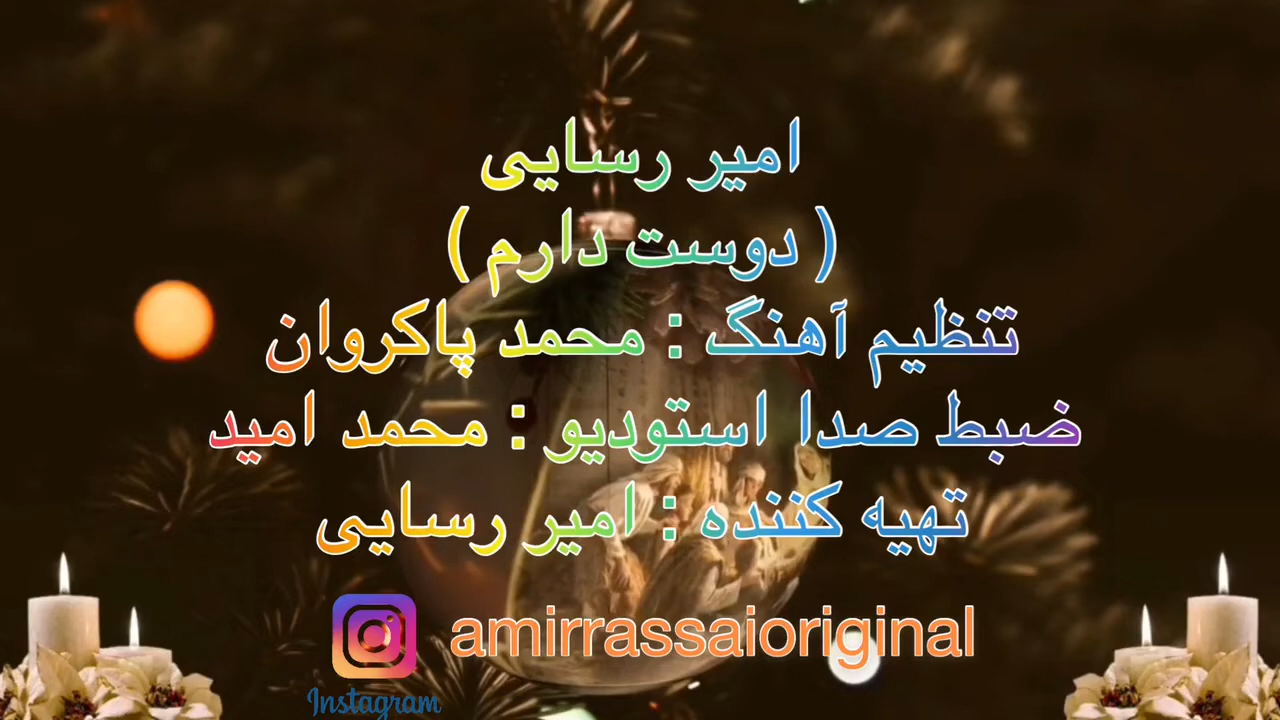 امیر رسایی
( دوست دارم )
تنظیم آهنگ : محمد پاکروان
ضبط صدا استودیو : محمد امید
تهیه کننده : امیر رسایی
amirrassaioriginal
Instagram